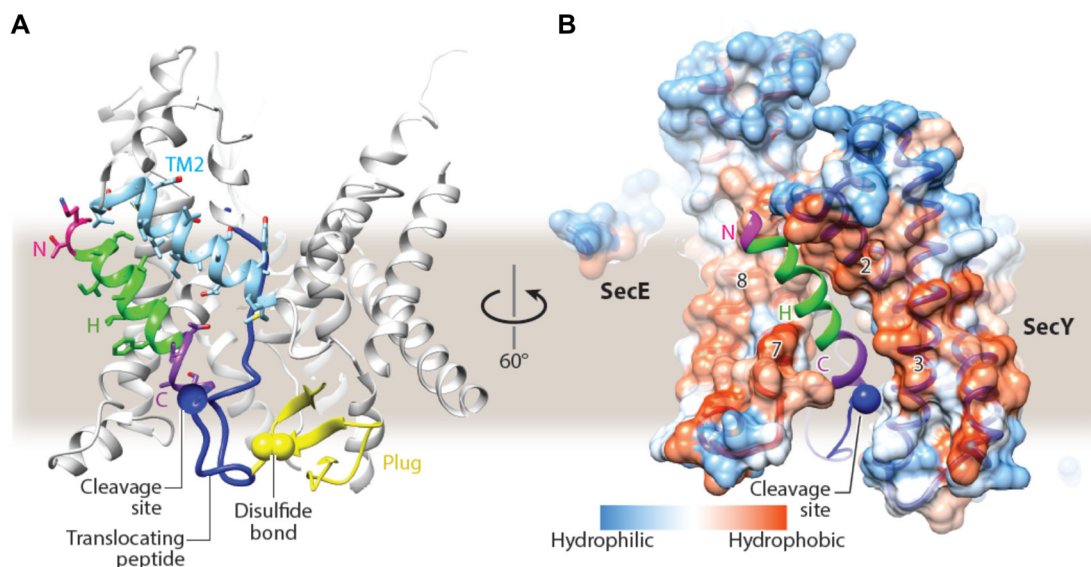 A
TM2
N
H
C
Cleavage
site
Translocating
peptide
Disulfide
bond
Plug
60°
B
N
2
8
SecE
H
SecY
7
3
C
Cleavage
site
Hydrophilic
Hydrophobic